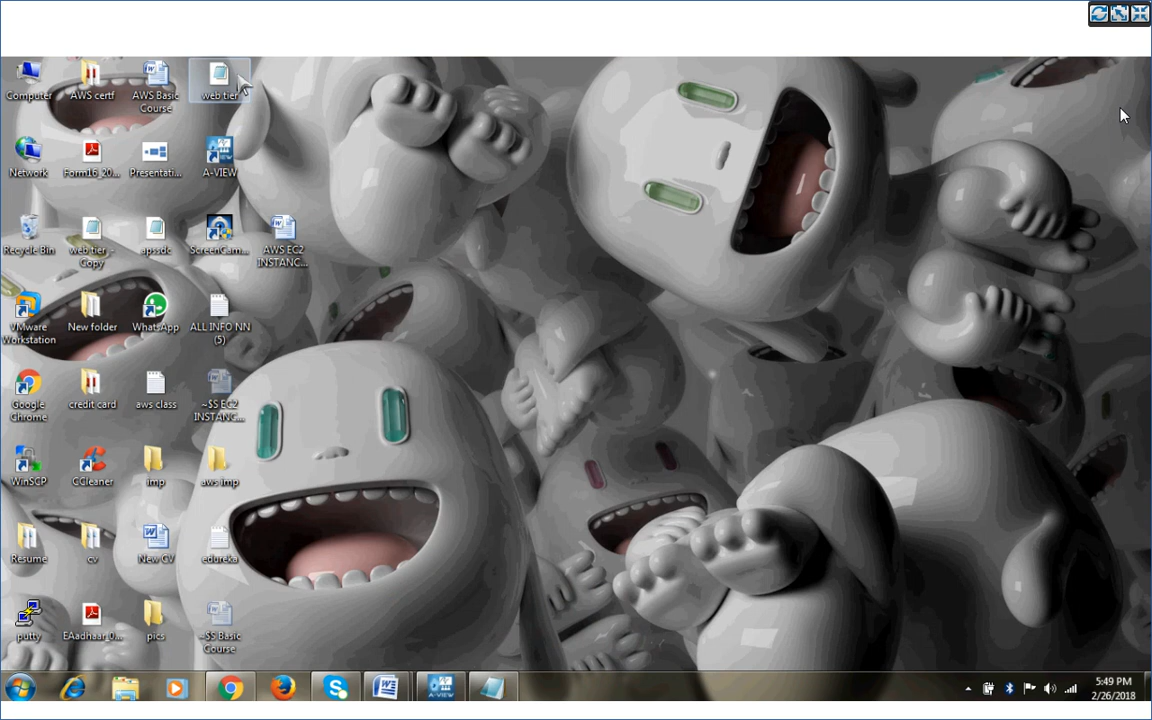 Computer
AWS certf
AWS Basic
Course
web tier
Network
Form16_20...
Presentati...
A-VIEW
Recycle Bin
web tier -
Copy
apssdc
ScreenCam...
AWS EC2
INSTANC...
VMware
Workstation
New folder
WhatsApp
ALL INFO NN
(5)
Google
Chrome
credit card
aws class
~$S EC2
INSTANC...
WinSCP
CCleaner
imp
aws imp
Resume
cv
New CV
edureka
putty
EAadhaar_0...
pics
~$S Basic
Course
5:49 PM
2/26/2018